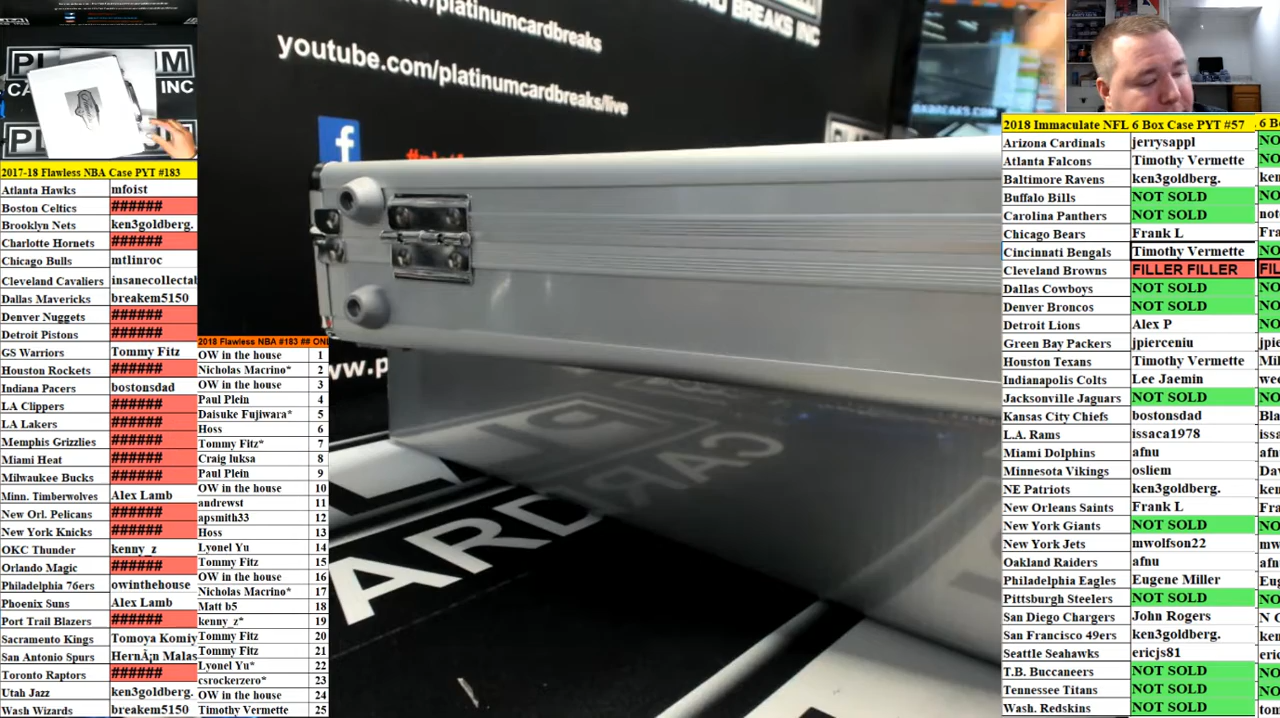 youtube.com/platinumcardbreaks/live
2017-18 Flawless NBA Case PYT #183
Atlanta Hawks mfoist
Boston Celtics ######
Brooklyn Nets ken3goldberg.
Charlotte Hornets ######
Chicago Bulls mtlinroc
Cleveland Cavaliers insanecollectab
Dallas Mavericks breakem5150
Denver Nuggets ######
Detroit Pistons ######
GS Warriors Tommy Fitz
Houston Rockets ######
Indiana Pacers bostonsdad
LA Clippers ######
LA Lakers ######
Memphis Grizzlies ######
Miami Heat ######
Milwaukee Bucks ######
Minn. Timberwolves Alex Lamb
New Orl. Pelicans ######
New York Knicks ######
OKC Thunder kenny_z
Orlando Magic ######
Philadelphia 76ers owinthehouse
Phoenix Suns Alex Lamb
Port Trail Blazers ######
Sacramento Kings Tomoya Komiy
San Antonio Spurs HernÃ¡n Malas
Toronto Raptors ######
Utah Jazz ken3goldberg.
Wash Wizards breakem5150
2018 Flawless NBA #183 ## ONL
OW in the house 1
Nicholas Macrino* 2
OW in the house 3
Paul Plein 4
Daisuke Fujiwara* 5
Hoss 6
Tommy Fitz* 7
Craig luksa 8
Paul Plein 9
OW in the house 10
andrewst 11
apsmith33 12
Hoss 13
Lyonel Yu 14
Tommy Fitz 15
OW in the house 16
Nicholas Macrino* 17
Matt b5 18
kenny_z* 19
Tommy Fitz 20
Tommy Fitz 21
Lyonel Yu* 22
csrockerzero* 23
OW in the house 24
Timothy Vermette 25
2018 Immaculate NFL 6 Box Case PYT #57
Arizona Cardinals jerrysappl
Atlanta Falcons Timothy Vermette
Baltimore Ravens ken3goldberg.
Buffalo Bills NOT SOLD
Carolina Panthers NOT SOLD
Chicago Bears Frank L
Cincinnati Bengals Timothy Vermette
Cleveland Browns FILLER FILLER
Dallas Cowboys NOT SOLD
Denver Broncos NOT SOLD
Detroit Lions Alex P
Green Bay Packers jpierceniu
Houston Texans Timothy Vermette
Indianapolis Colts Lee Jaemin
Jacksonville Jaguars NOT SOLD
Kansas City Chiefs bostonsdad
L.A. Rams issaca1978
Miami Dolphins afnu
Minnesota Vikings osliem
NE Patriots ken3goldberg.
New Orleans Saints Frank L
New York Giants NOT SOLD
New York Jets mwolfson22
Oakland Raiders afnu
Philadelphia Eagles Eugene Miller
Pittsburgh Steelers NOT SOLD
San Diego Chargers John Rogers
San Francisco 49ers ken3goldberg.
Seattle Seahawks ericjs81
T.B. Buccaneers NOT SOLD
Tennessee Titans NOT SOLD
Wash. Redskins NOT SOLD